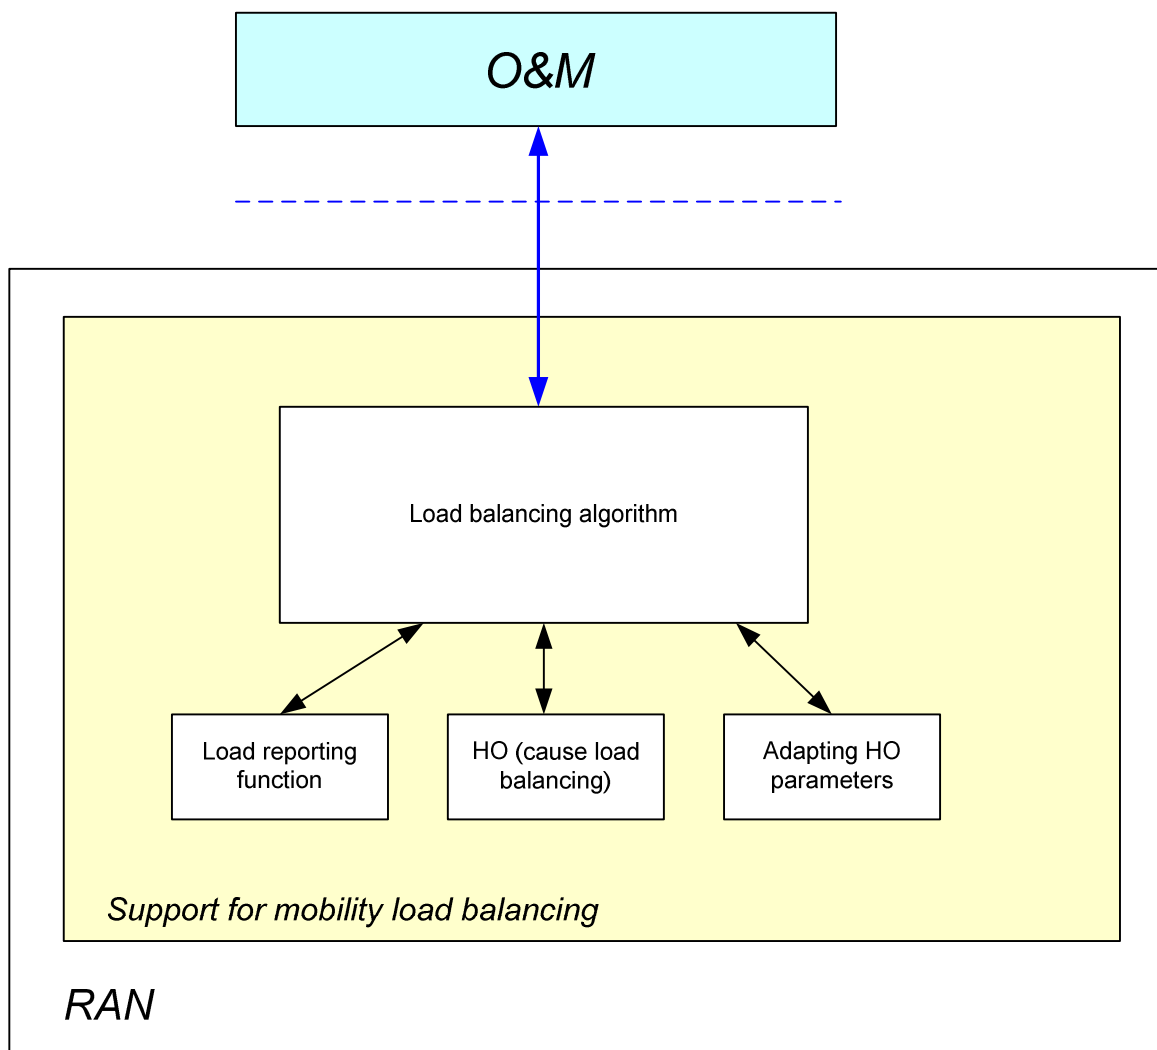 O&M
Load balancing algorithm
Load reporting
function
HO (cause load
balancing)
Adapting HO
parameters
Support for mobility load balancing
RAN